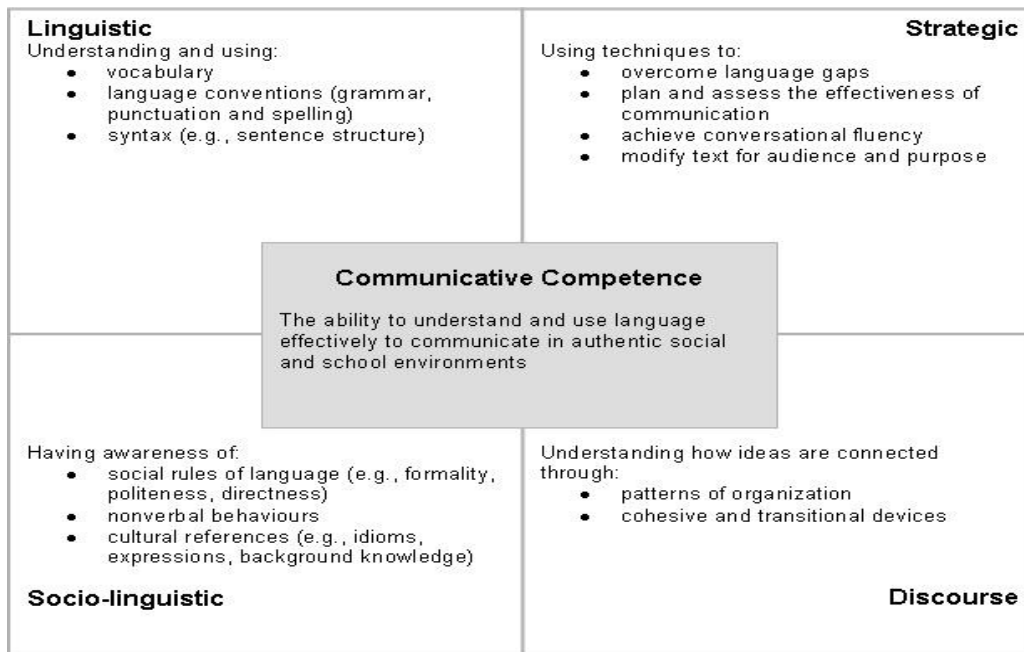 Linguistic
Understanding and using:
● vocabulary
● language conventions (grammar,
punctuation and spelling)
● syntax (e.g., sentence structure)
Strategic
Using techniques to:
● overcome language gaps
● plan and assess the effectiveness of
communication
● achieve conversational fluency
● modify text for audience and purpose
Communicative Competence
The ability to understand and use language
effectively to communicate in authentic social
and school environments
Having awareness of:
● social rules of language (e.g., formality,
politeness, directness)
● nonverbal behaviours
● cultural references (e.g., idioms,
expressions, background knowledge)
Socio-linguistic
Understanding how ideas are connected
through:
● patterns of organization
● cohesive and transitional devices
Discourse